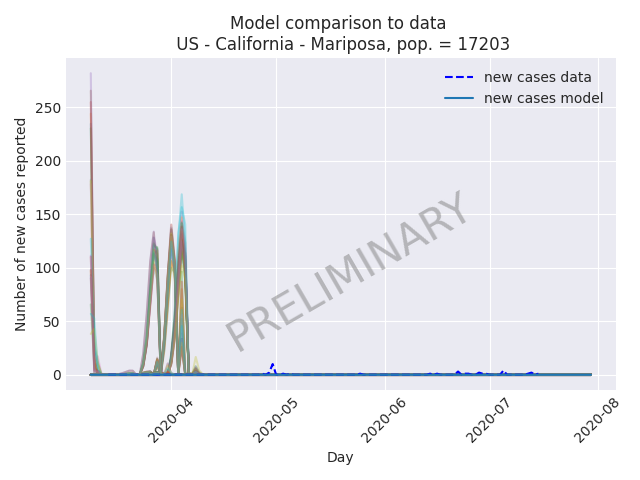 Model comparison to data
US - California - Mariposa, pop. = 17203
new cases data
new cases model
PRELIMINARY
Number of new cases reported
250
200
150
100
50
0
2020-04
2020-05
2020-06
2020-07
2020-08
Day